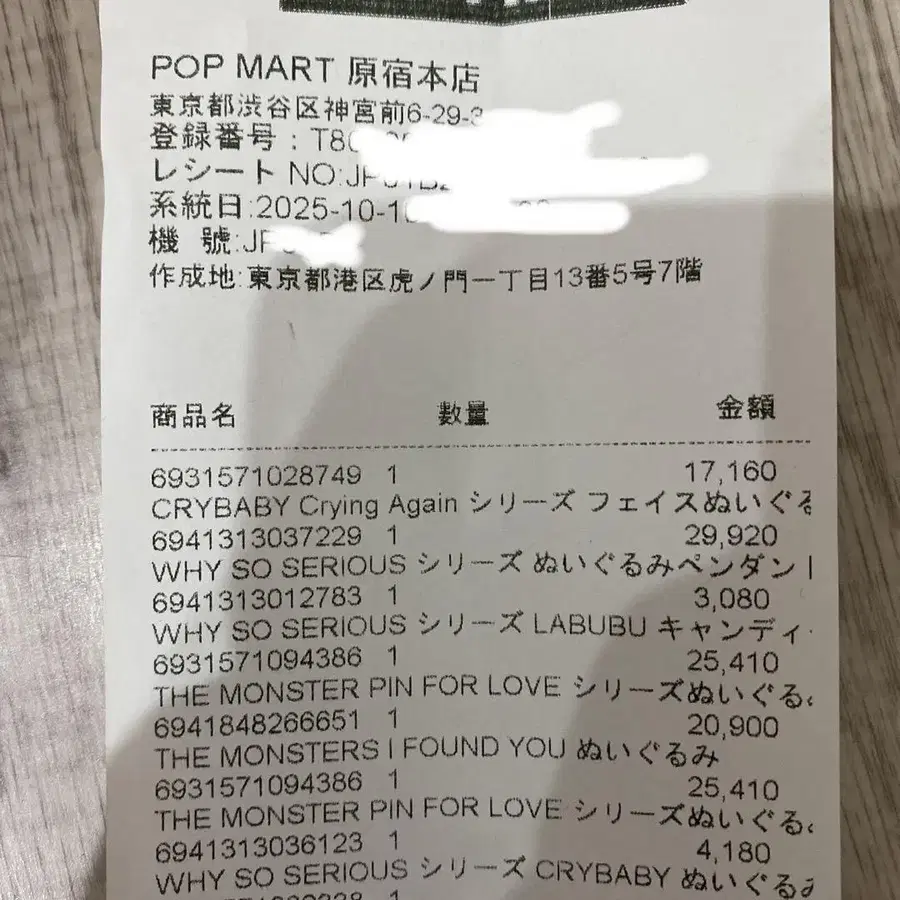 POP MART 原宿本店
東京都渋谷区神宮前6-29-3
登録番号：T80
レシート NO:JP
系統日:2025-10-10
機 號:JP
作成地:東京都港区虎ノ門一丁目13番5号7階
商品名 數量 金額
6931571028749 1 17,160
CRYBABY Crying Again シリーズ フェイスぬいぐる
6941313037229 1 29,920
WHY SO SERIOUS シリーズ ぬいぐるみペンダント
6941313012783 1 3,080
WHY SO SERIOUS シリーズ LABUBU キャンディ
6931571094386 1 25,410
THE MONSTER PIN FOR LOVE シリーズぬいぐる
6941848266651 1 20,900
THE MONSTERS I FOUND YOU ぬいぐるみ
6931571094386 1 25,410
THE MONSTER PIN FOR LOVE シリーズぬいぐる
6941313036123 1 4,180
WHY SO SERIOUS シリーズ CRYBABY ぬいぐるみ